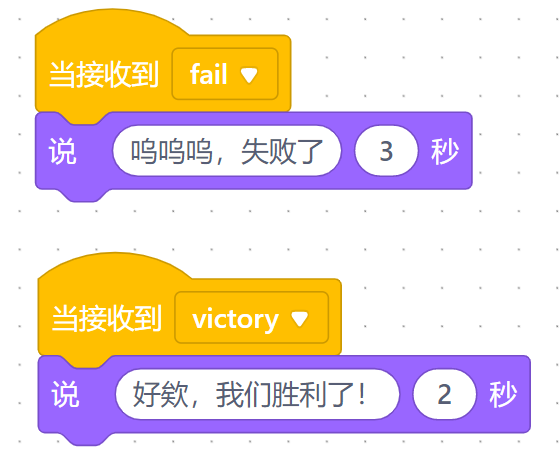 当接收到 fail
说 呜呜呜，失败了 3 秒
当接收到 victory
说 好欸，我们胜利了！ 2 秒